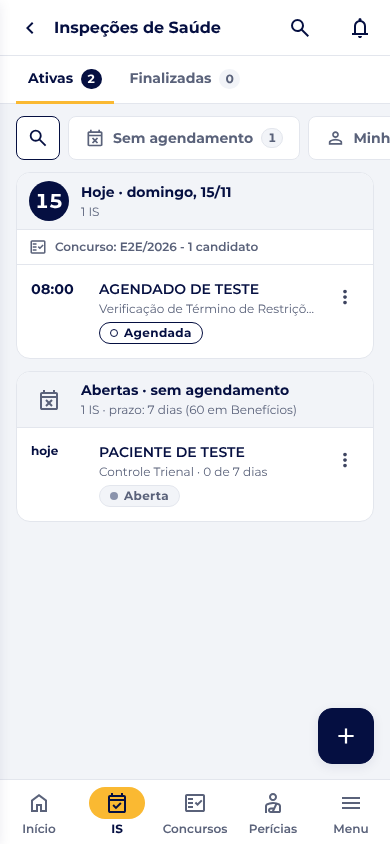 Inspeções de Saúde
Ativas 2 Finalizadas 0
Sem agendamento 1 Minh
15 Hoje · domingo, 15/11
1 IS
Concurso: E2E/2026 - 1 candidato
08:00 AGENDADO DE TESTE
Verificação de Término de Restriçõ...
Agendada
Abertas · sem agendamento
1 IS · prazo: 7 dias (60 em Benefícios)
hoje PACIENTE DE TESTE
Controle Trienal · 0 de 7 dias
Aberta
Início IS Concursos Perícias Menu